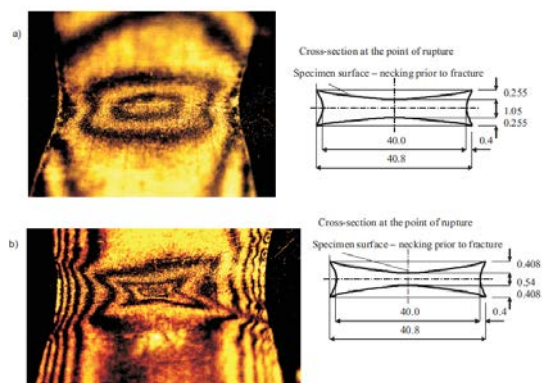 a)
Cross-section at the point of rupture
Specimen surface – necking prior to fracture
0.255
1.05
0.255
40.0
0.4
40.8
b)
Cross-section at the point of rupture
Specimen surface – necking prior to fracture
0.408
0.54
0.408
40.0
0.4
40.8